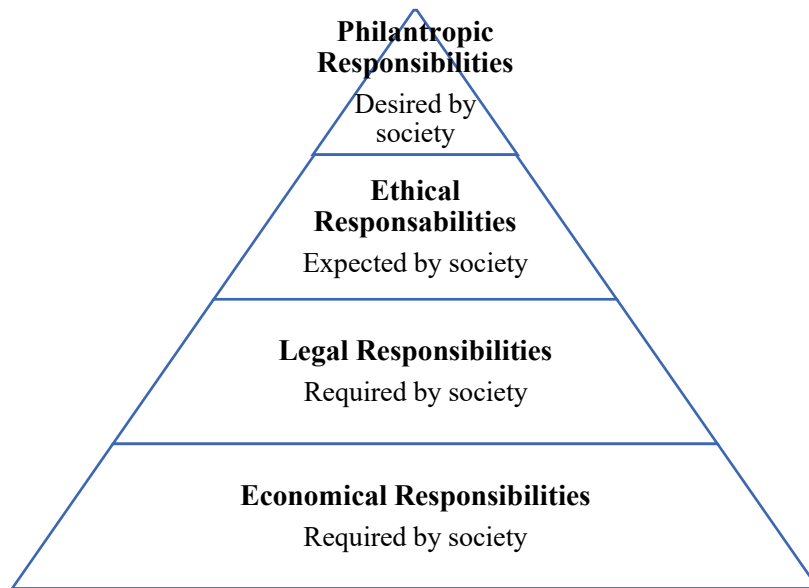 Philantropic
Responsibilities
Desired by
society
Ethical
Responsabilities
Expected by society
Legal Responsibilities
Required by society
Economical Responsibilities
Required by society